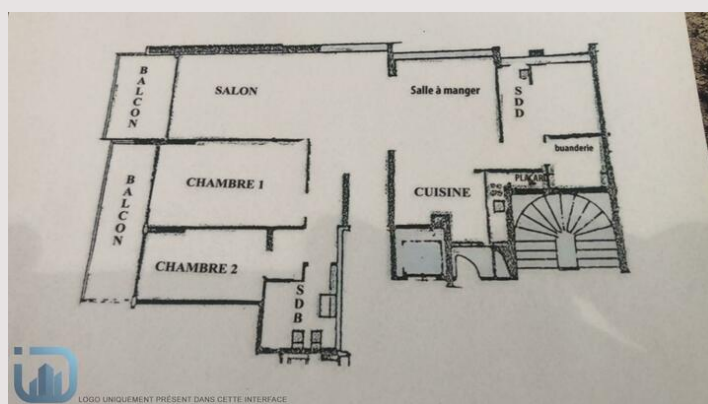 BALCON
SALON
Salle à manger
SDD
buanderie
PLACARD
BALCON
CHAMBRE 1
CUISINE
CHAMBRE 2
SDB
LOGO UNIQUEMENT PRÉSENT DANS CETTE INTERFACE